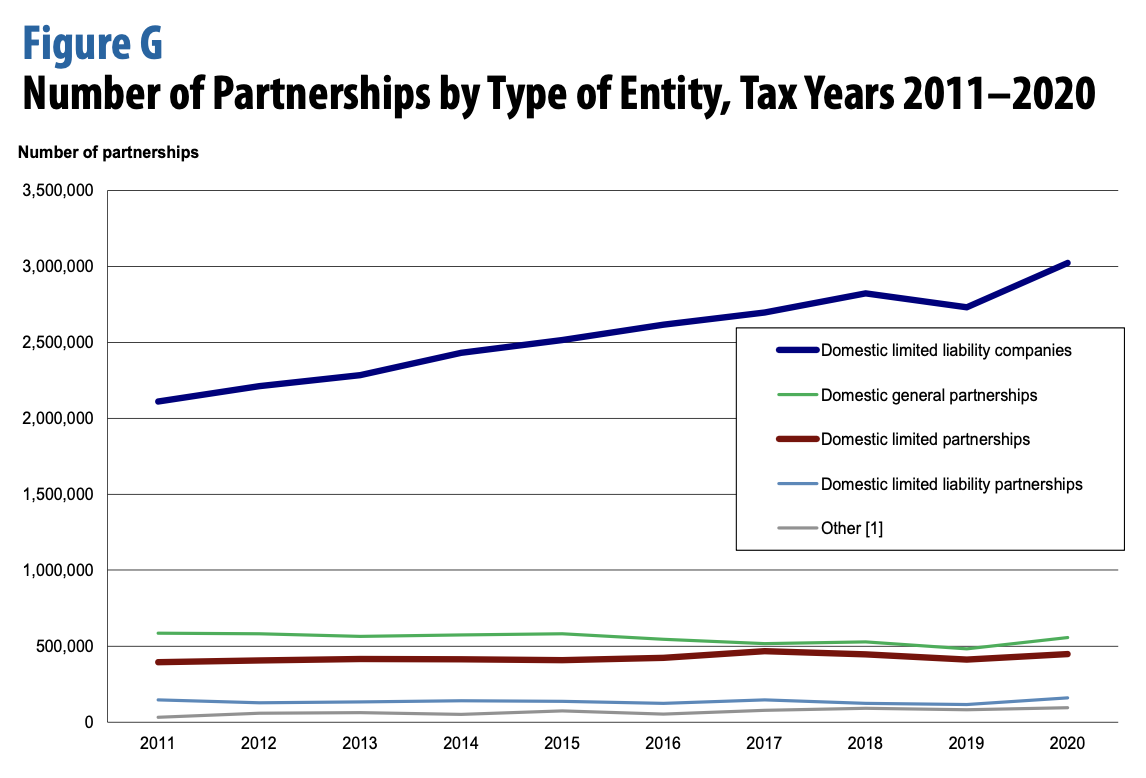 Figure G
Number of Partnerships by Type of Entity, Tax Years 2011–2020
Number of partnerships
3,500,000
3,000,000
2,500,000
2,000,000
1,500,000
1,000,000
500,000
0
Domestic limited liability companies
Domestic general partnerships
Domestic limited partnerships
Domestic limited liability partnerships
Other [1]
2011 2012 2013 2014 2015 2016 2017 2018 2019 2020